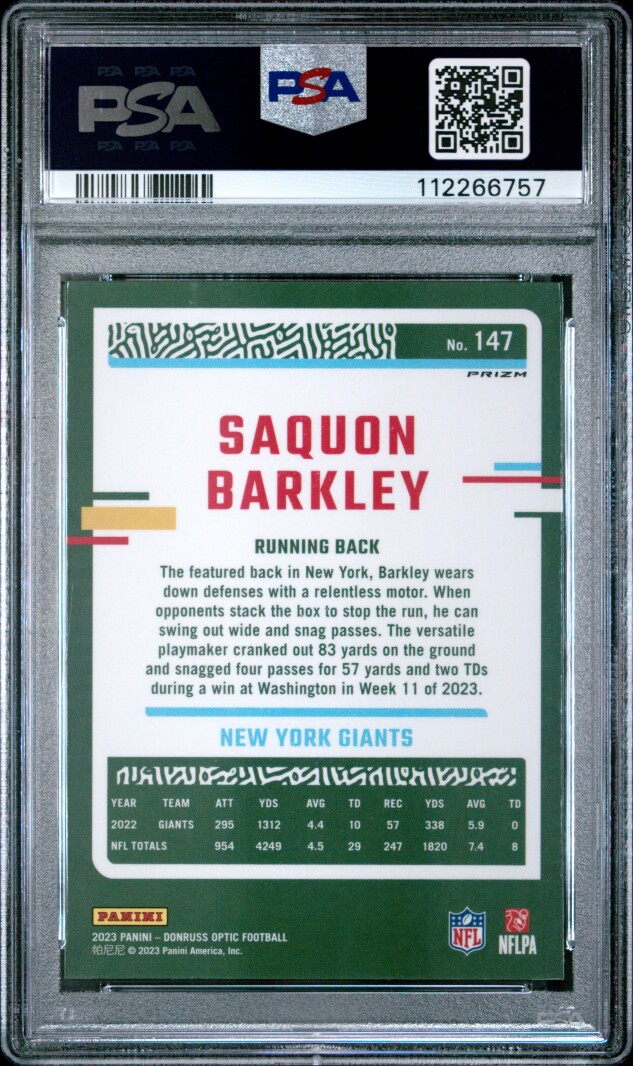 PSA PSA PSA
PSA
PSA PSA PSA
PSA
112266757
No. 147
PRIZM
SAQUON
BARKLEY
RUNNING BACK
The featured back in New York, Barkley wears
down defenses with a relentless motor. When
opponents stack the box to stop the run, he can
swing out wide and snag passes. The versatile
playmaker cranked out 83 yards on the ground
and snagged four passes for 57 yards and two TDs
during a win at Washington in Week 11 of 2023.
NEW YORK GIANTS
YEAR TEAM ATT YDS AVG TD REC YDS AVG TD
2022 GIANTS 295 1312 4.4 10 57 338 5.9 0
NFL TOTALS 954 4249 4.5 29 247 1820 7.4 8
PANINI
2023 PANINI – DONRUSS OPTIC FOOTBALL
帕尼尼 © 2023 Panini America, Inc.
NFL
NFLPA